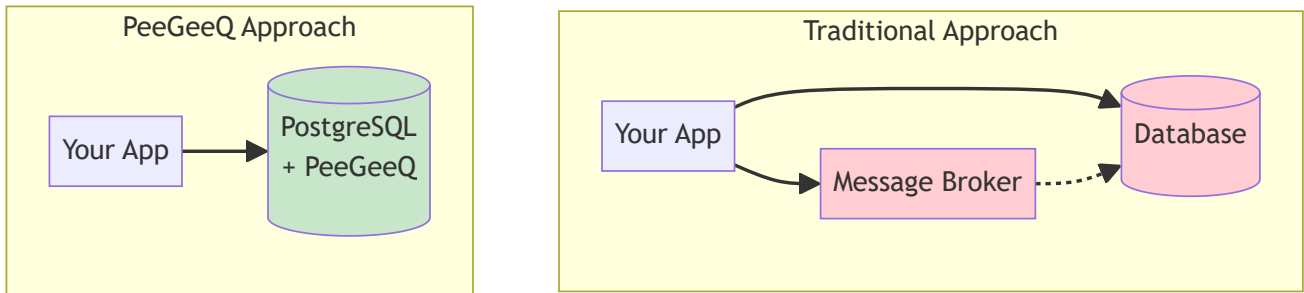 PeeGeeQ Approach
Your App
PostgreSQL
+ PeeGeeQ
Traditional Approach
Your App
Message Broker
Database